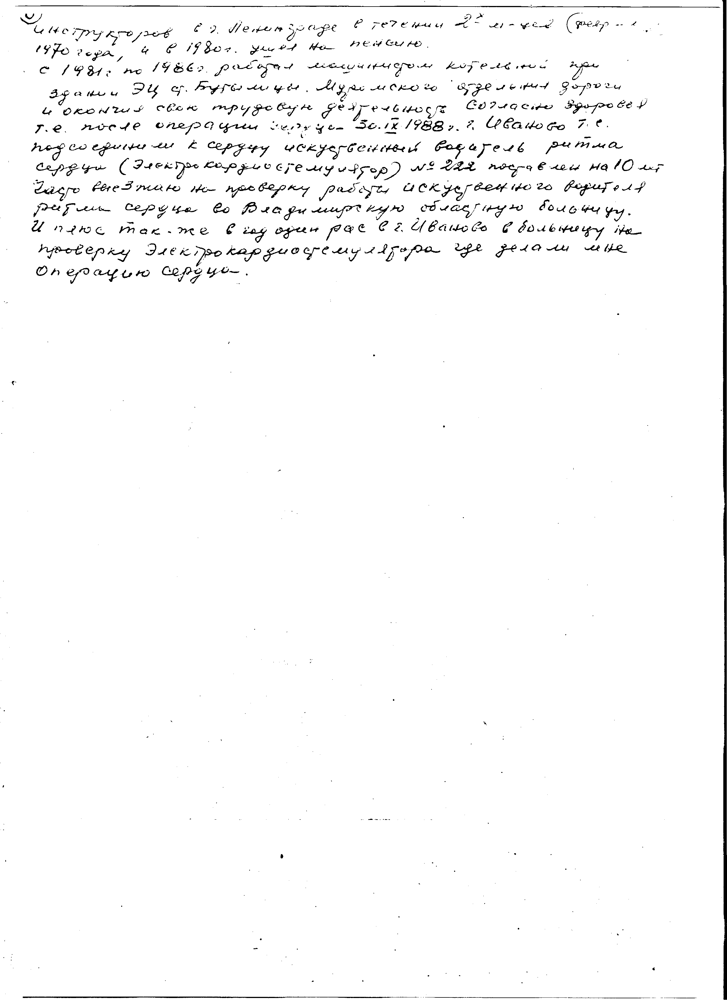 инструкторов в г. Ленинграде в течении 2х м-цев
1970 года, и в 1980г. ушел на пенсию.
с 1981г по 1986г. работал машинистом котельной при
здании ЭЦ ст. Бутылицы. Муромского отделения дороги
и окончил свою трудовую деятельность согласно здоровья
т.е. после операции сердца 30.IX 1988г. г. Иваново т.е.
подсоединили к сердцу искуственный водатель ритма
сердца (Электрокардиостемулятор) № 222 поставлен на 10 лет
Часто выезжаю на проверку работы искуственного водителя
ритма сердца во Владимирскую областную больницу.
И плюс так-же в год один рас в г. Иваново в больницу на
проверку Электрокардиостемулятора где делали мне
операцию сердца.